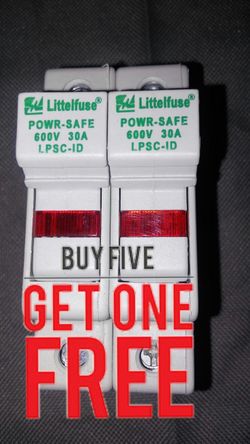 Littelfuse® Littelfuse®
POWR-SAFE POWR-SAFE
600V 30A 600V 30A
LPSC-ID LPSC-ID
BUY FIVE
GET ONE
FREE